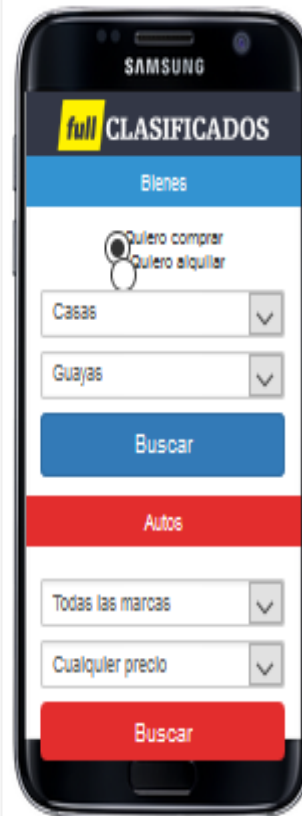 SAMSUNG
full CLASIFICADOS
Bienes
Quiero comprar
Quiero alquilar
Casas
Guayas
Buscar
Autos
Todas las marcas
Cualquier precio
Buscar